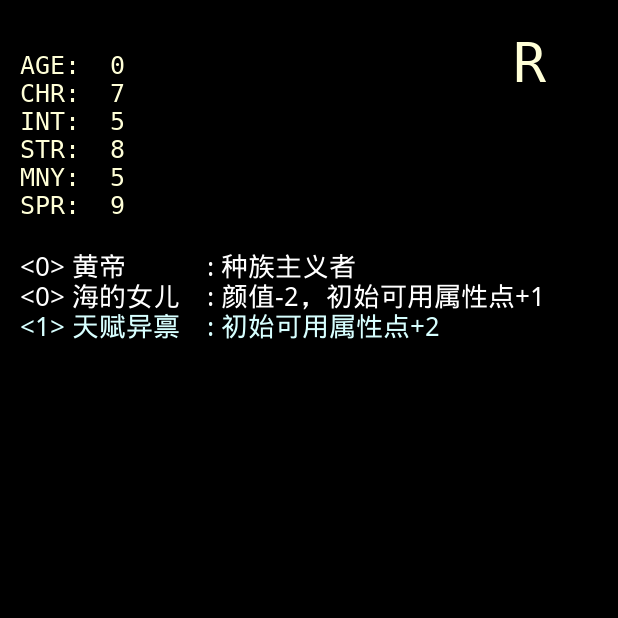 R
AGE: 0
CHR: 7
INT: 5
STR: 8
MNY: 5
SPR: 9
<0> 黄帝 : 种族主义者
<0> 海的女儿 : 颜值-2，初始可用属性点+1
<1> 天赋异禀 : 初始可用属性点+2